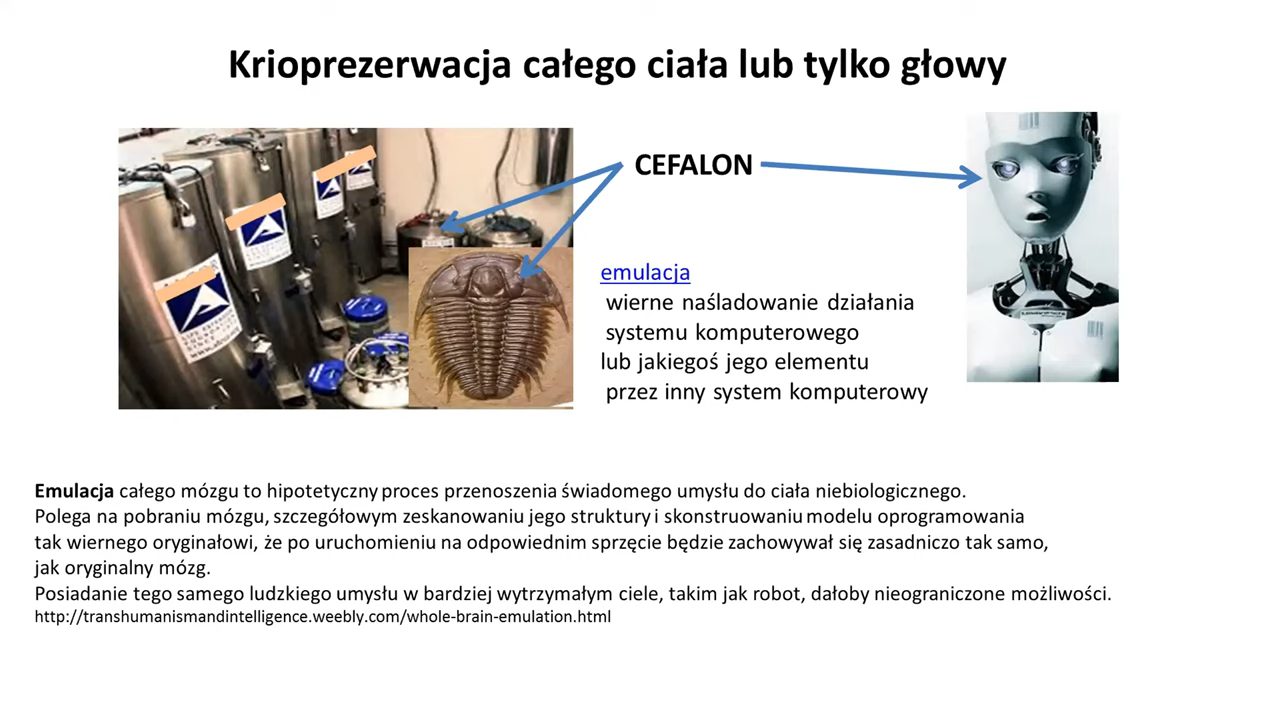 Krioprezerwacja całego ciała lub tylko głowy
CEFALON
emulacja
wierne naśladowanie działania
systemu komputerowego
lub jakiegoś jego elementu
przez inny system komputerowy
Emulacja całego mózgu to hipotetyczny proces przenoszenia świadomego umysłu do ciała niebiologicznego.
Polega na pobraniu mózgu, szczegółowym zeskanowaniu jego struktury i skonstruowaniu modelu oprogramowania
tak wiernego oryginałowi, że po uruchomieniu na odpowiednim sprzęcie będzie zachowywał się zasadniczo tak samo,
jak oryginalny mózg.
Posiadanie tego samego ludzkiego umysłu w bardziej wytrzymałym ciele, takim jak robot, dałoby nieograniczone możliwości.
http://transhumanismandintelligence.weebly.com/whole-brain-emulation.html